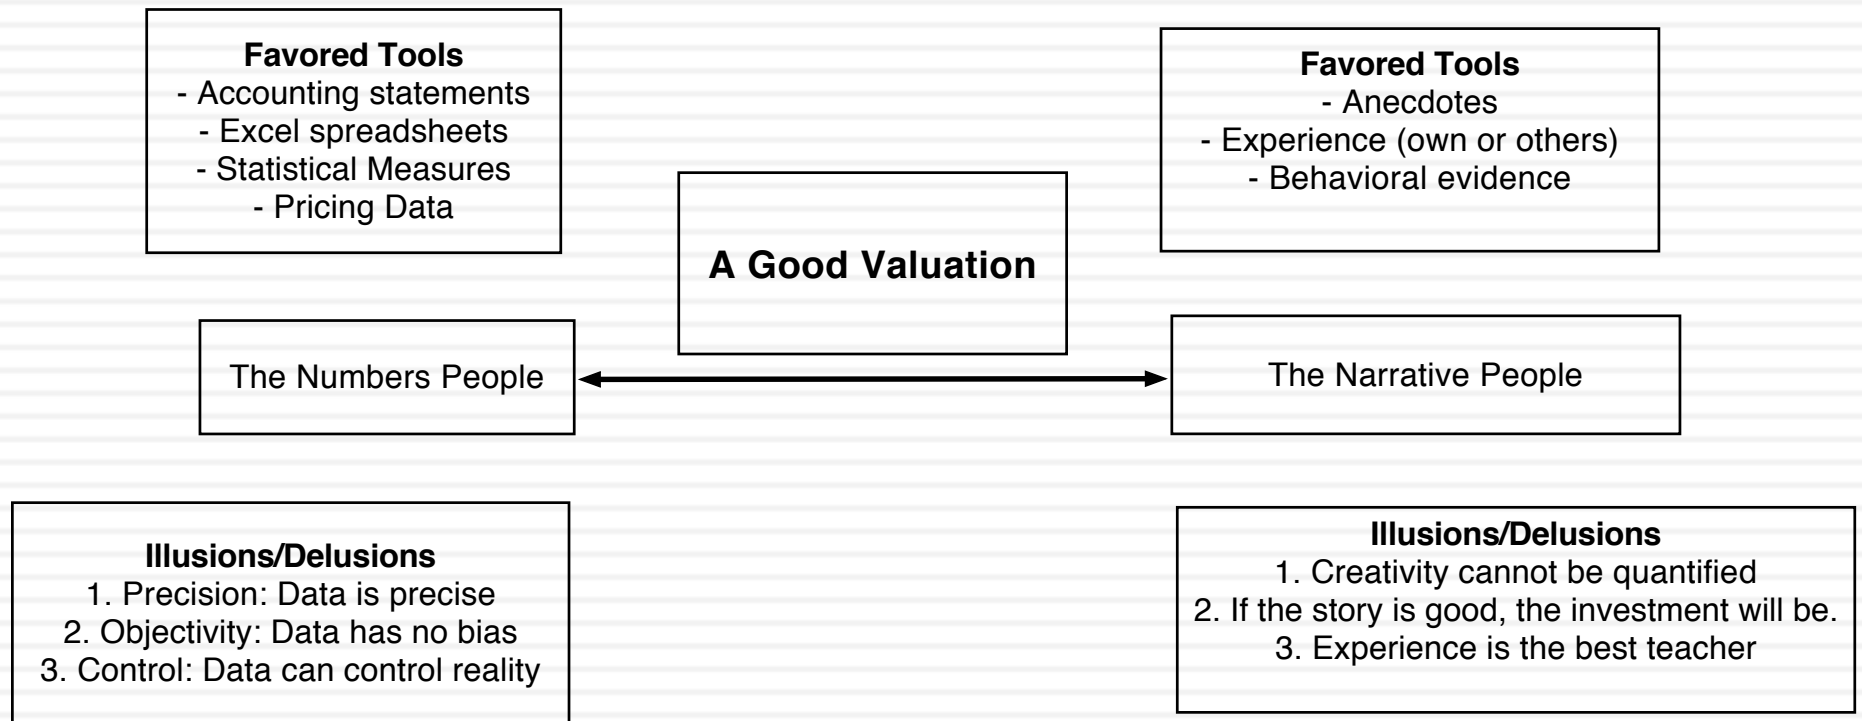 Favored Tools
- Accounting statements
- Excel spreadsheets
- Statistical Measures
- Pricing Data
Favored Tools
- Anecdotes
- Experience (own or others)
- Behavioral evidence
A Good Valuation
The Numbers People
The Narrative People
Illusions/Delusions
1. Precision: Data is precise
2. Objectivity: Data has no bias
3. Control: Data can control reality
Illusions/Delusions
1. Creativity cannot be quantified
2. If the story is good, the investment will be.
3. Experience is the best teacher